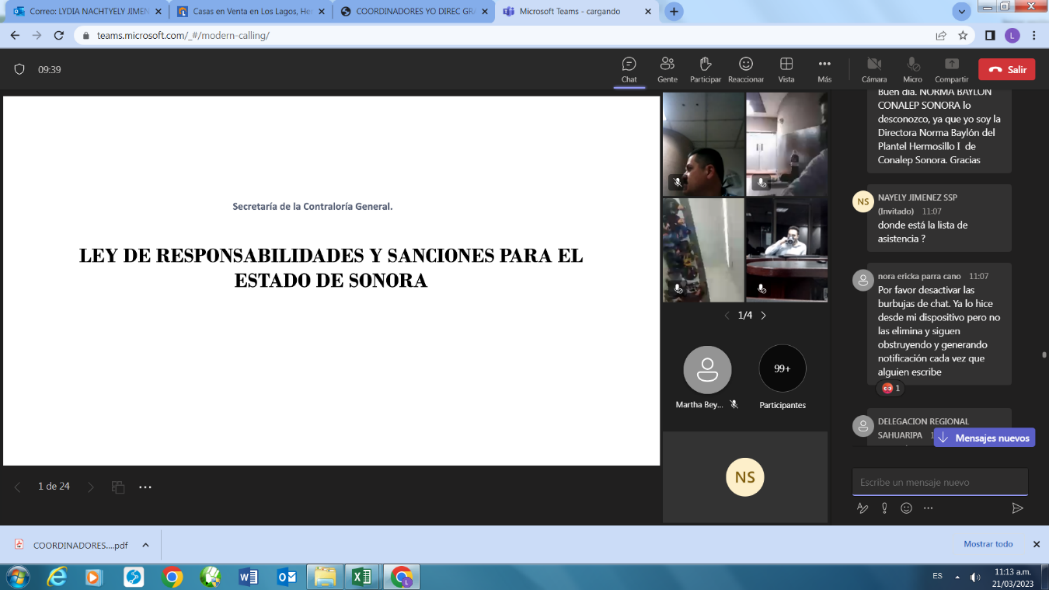 Correo: LYDIA NACHTYELY JIMEN
Casas en Venta en Los Lagos, He
COORDINADORES YO DIREC GR
Microsoft Teams - cargando
teams.microsoft.com/_#/modern-calling/
L
09:39
Chat
Gente
Participar
Reaccionar
Vista
Más
Cámara
Micro
Compartir
Salir
Secretaría de la Contraloría General.
LEY DE RESPONSABILIDADES Y SANCIONES PARA EL
ESTADO DE SONORA
1 de 24
1/4
Martha Bey...
99+
Participantes
NS
Buen día. NORMA BAYLON
CONALEP SONORA lo
desconozco, ya que yo soy la
Directora Norma Baylón del
Plantel Hermosillo I de
Conalep Sonora. Gracias
NS
NAYELY JIMENEZ SSP
(Invitado) 11:07
donde está la lista de
asistencia ?
nora ericka parra cano 11:07
Por favor desactivar las
burbujas de chat. Ya lo hice
desde mi dispositivo pero no
las elimina y siguen
obstruyendo y generando
notificación cada vez que
alguien escribe
1
DELEGACION REGIONAL
SAHUARIPA
Mensajes nuevos
Escribe un mensaje nuevo
COORDINADORES....pdf
Mostrar todo
ES
11:13 a.m.
21/03/2023